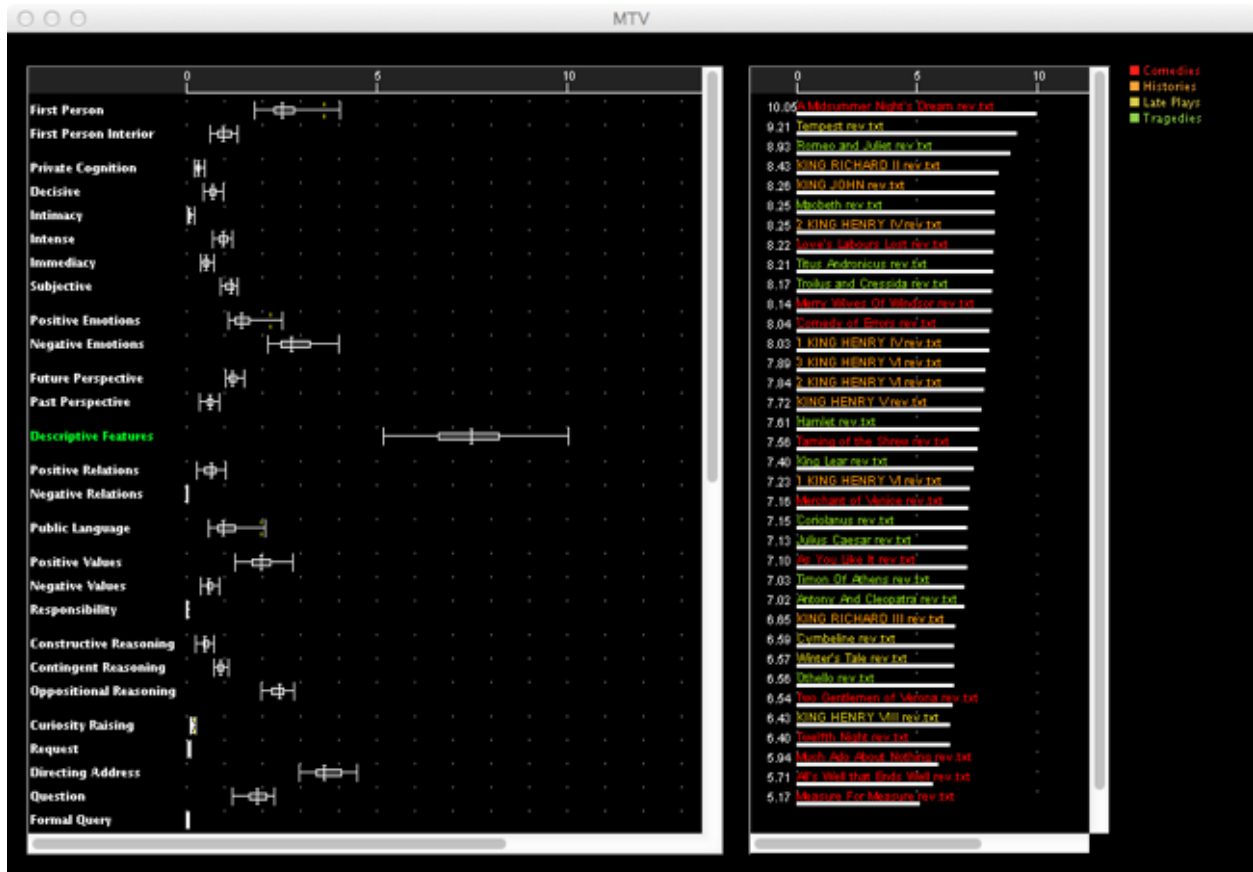 MTV
0 5 10
First Person
First Person Interior
Private Cognition
Decisive
Intimacy
Intense
Immediacy
Subjective
Positive Emotions
Negative Emotions
Future Perspective
Past Perspective
Descriptive Features
Positive Relations
Negative Relations
Public Language
Positive Values
Negative Values
Responsibility
Constructive Reasoning
Contingent Reasoning
Oppositional Reasoning
Curiosity Raising
Request
Directing Address
Question
Formal Query
0 5 10
10.05 A Midsummer Night's Dream rev.txt
9.21 Tempest rev.txt
8.93 Romeo and Juliet rev.txt
8.43 KING RICHARD II rev.txt
8.26 KING JOHN rev.txt
8.25 Macbeth rev.txt
8.25 2 KING HENRY IV rev.txt
8.22 Love's Labours Lost rev.txt
8.21 Titus Andronicus rev.txt
8.17 Troilus and Cressida rev.txt
8.14 Merry Wives Of Windsor rev.txt
8.04 Comedy of Errors rev.txt
8.03 1 KING HENRY IV rev.txt
7.89 3 KING HENRY VI rev.txt
7.84 2 KING HENRY VI rev.txt
7.72 KING HENRY V rev.txt
7.61 Hamlet rev.txt
7.56 Taming of the Shrew rev.txt
7.40 King Lear rev.txt
7.23 1 KING HENRY VI rev.txt
7.16 Merchant of Venice rev.txt
7.15 Coriolanus rev.txt
7.13 Julius Caesar rev.txt
7.10 As You Like It rev.txt
7.03 Timon Of Athens rev.txt
7.02 Antony And Cleopatra rev.txt
6.65 KING RICHARD III rev.txt
6.59 Cymbeline rev.txt
6.57 Winter's Tale rev.txt
6.56 Othello rev.txt
6.54 Two Gentlemen of Verona rev.txt
6.43 KING HENRY VIII rev.txt
6.40 Twelfth Night rev.txt
5.94 Much Ado About Nothing rev.txt
5.71 All's Well that Ends Well rev.txt
5.17 Measure For Measure rev.txt
Comedies
Histories
Late Plays
Tragedies